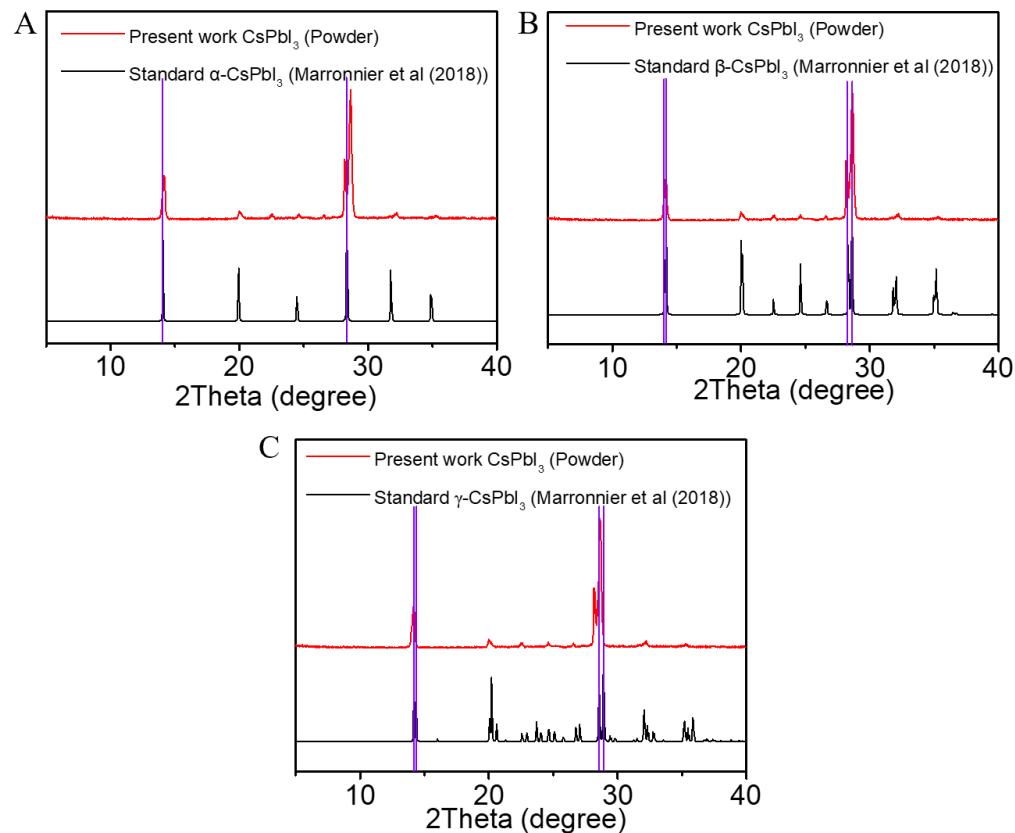 A
Present work CsPbI₃ (Powder)
Standard α-CsPbI₃ (Marronnier et al (2018))
10 20 30 40
2Theta (degree)
B
Present work CsPbI₃ (Powder)
Standard β-CsPbI₃ (Marronnier et al (2018))
10 20 30 40
2Theta (degree)
C
Present work CsPbI₃ (Powder)
Standard γ-CsPbI₃ (Marronnier et al (2018))
10 20 30 40
2Theta (degree)